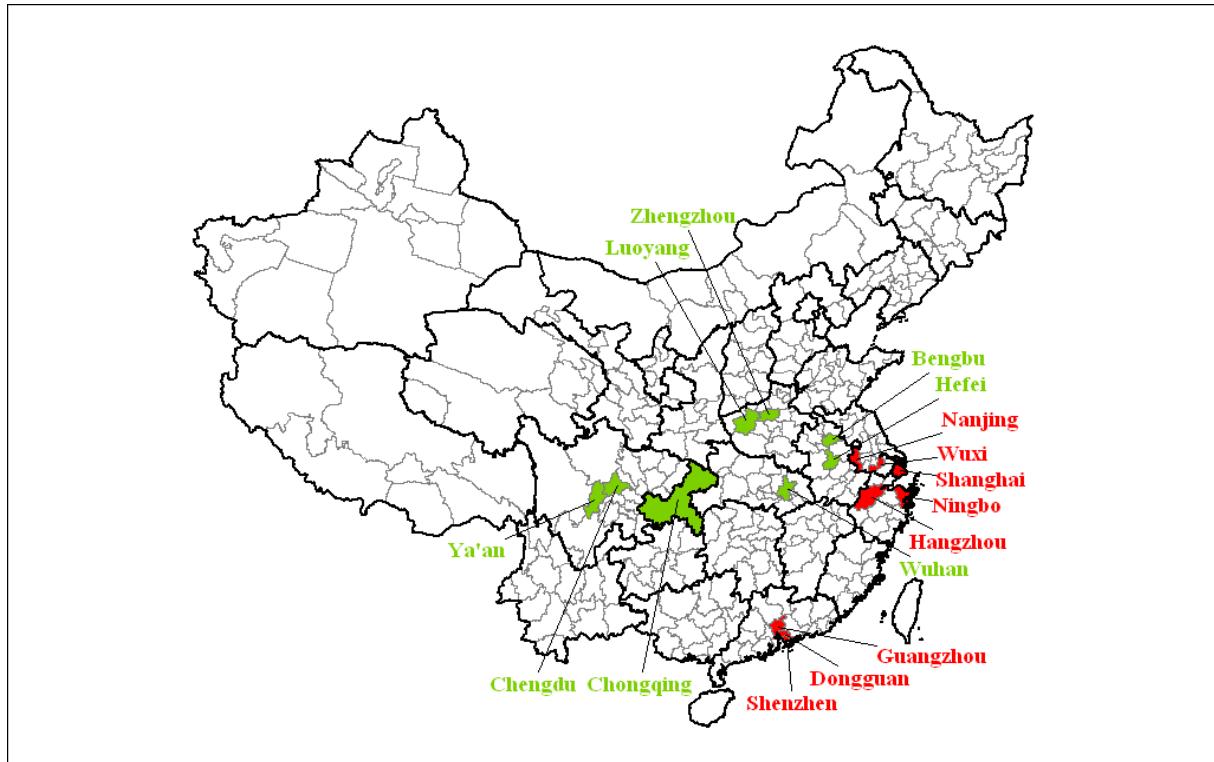 Zhengzhou
Luoyang
Bengbu
Hefei
Nanjing
Wuxi
Shanghai
Ningbo
Hangzhou
Ya'an
Wuhan
Guangzhou
Dongguan
Chengdu
Chongqing
Shenzhen